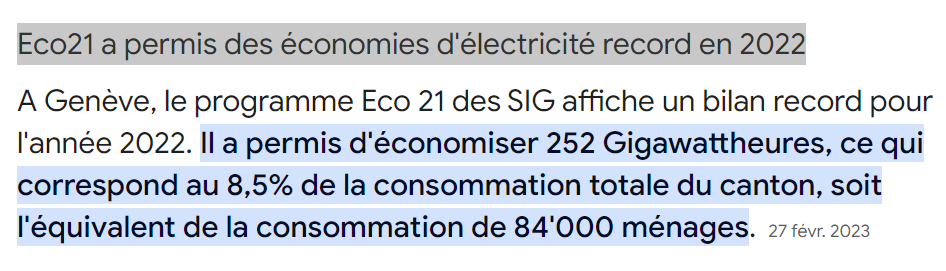 Eco21 a permis des économies d'électricité record en 2022
A Genève, le programme Eco 21 des SIG affiche un bilan record pour
l'année 2022. Il a permis d'économiser 252 Gigawattheures, ce qui
correspond au 8,5% de la consommation totale du canton, soit
l'équivalent de la consommation de 84'000 ménages. 27 févr. 2023